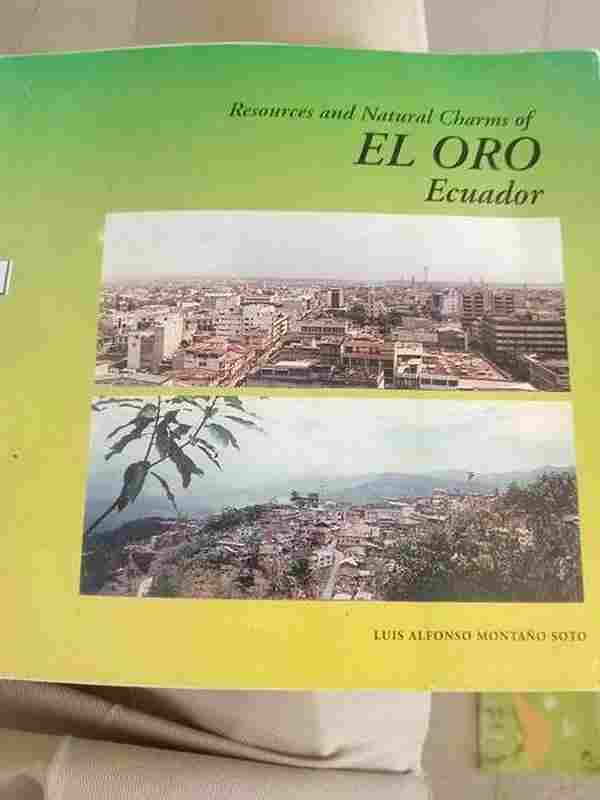 Resources and Natural Charms of
EL ORO
Ecuador
LUIS ALFONSO MONTAÑO SOTO